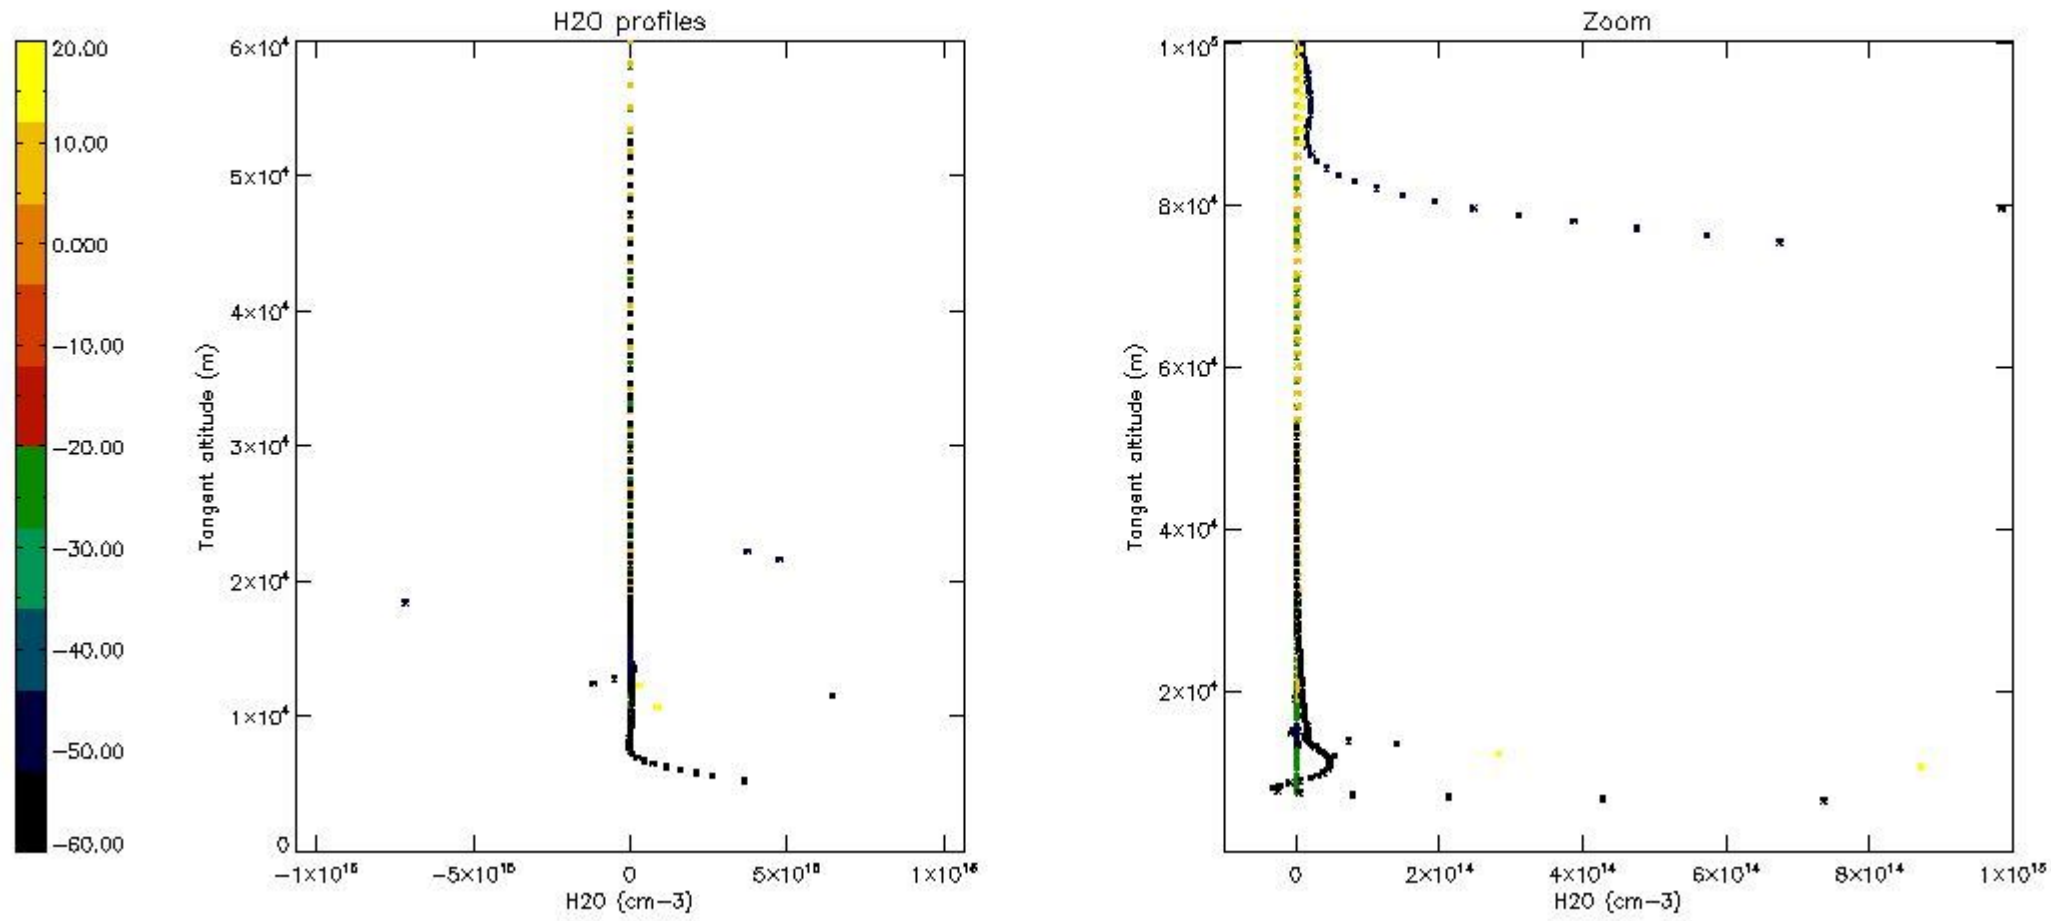 H2O profiles
20.00
10.00
0.000
−10.00
−20.00
−30.00
−40.00
−50.00
−60.00
6×10⁴
5×10⁴
4×10⁴
3×10⁴
2×10⁴
1×10⁴
0
Tangent altitude (m)
−1×10¹⁶ −5×10¹⁵ 0 5×10¹⁵ 1×10¹⁶
H2O (cm−3)
Zoom
1×10⁵
8×10⁴
6×10⁴
4×10⁴
2×10⁴
Tangent altitude (m)
0 2×10¹⁴ 4×10¹⁴ 6×10¹⁴ 8×10¹⁴ 1×10¹⁵
H2O (cm−3)